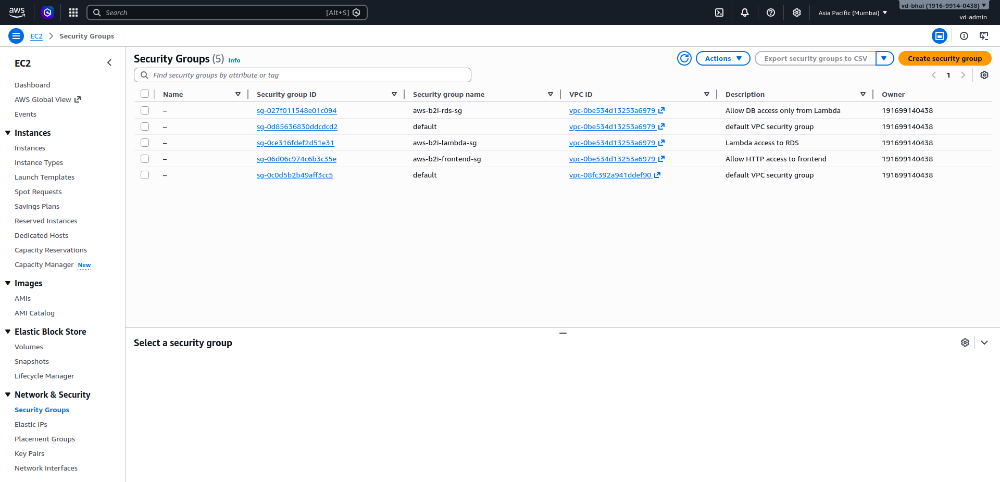 aws
Search [Alt+S]
Asia Pacific (Mumbai)
vd-bhai (1916-9914-0438)
vd-admin
EC2 Security Groups
EC2
Dashboard
AWS Global View
Events
Instances
Instances
Instance Types
Launch Templates
Spot Requests
Savings Plans
Reserved Instances
Dedicated Hosts
Capacity Reservations
Capacity Manager New
Images
AMIs
AMI Catalog
Elastic Block Store
Volumes
Snapshots
Lifecycle Manager
Network & Security
Security Groups
Elastic IPs
Placement Groups
Key Pairs
Network Interfaces
Security Groups (5) Info
Actions
Export security groups to CSV
Create security group
Find security groups by attribute or tag
1
Name Security group ID Security group name VPC ID Description Owner
– sg-027f011548e01c094 aws-b2i-rds-sg vpc-0be534d13253a6979 Allow DB access only from Lambda 191699140438
– sg-0d85636830ddcdcd2 default vpc-0be534d13253a6979 default VPC security group 191699140438
– sg-0ce316fdef2d51e31 aws-b2i-lambda-sg vpc-0be534d13253a6979 Lambda access to RDS 191699140438
– sg-06d06c974c6b3c35e aws-b2i-frontend-sg vpc-0be534d13253a6979 Allow HTTP access to frontend 191699140438
– sg-0c0d5b2b49aff3cc5 default vpc-08fc392a941ddef90 default VPC security group 191699140438
Select a security group